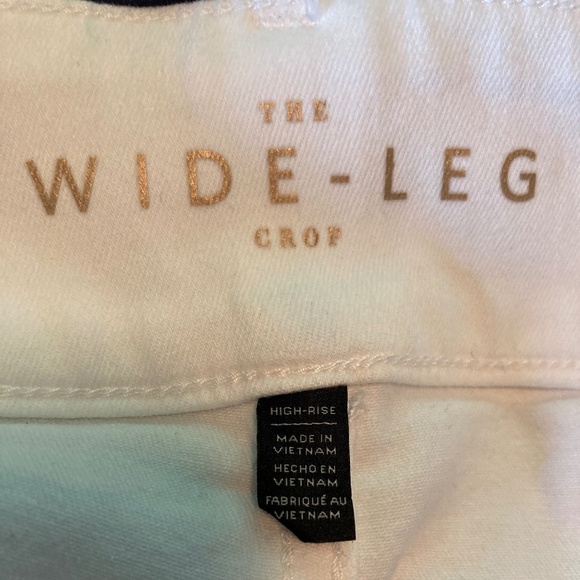 THE
WIDE-LEG
CROP
HIGH-RISE
MADE IN
VIETNAM
HECHO EN
VIETNAM
FABRIQUÉ AU
VIETNAM